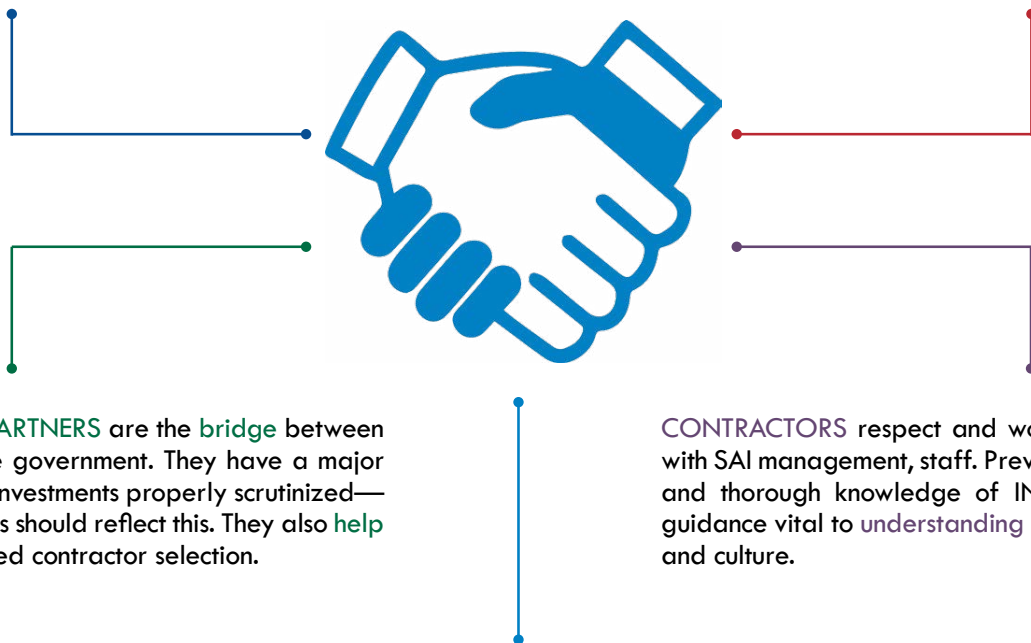 ARTNERS are the bridge between
e government. They have a major
investments properly scrutinized—
s should reflect this. They also help
ed contractor selection.
CONTRACTORS respect and wo
with SAI management, staff. Prev
and thorough knowledge of IN
guidance vital to understanding
and culture.